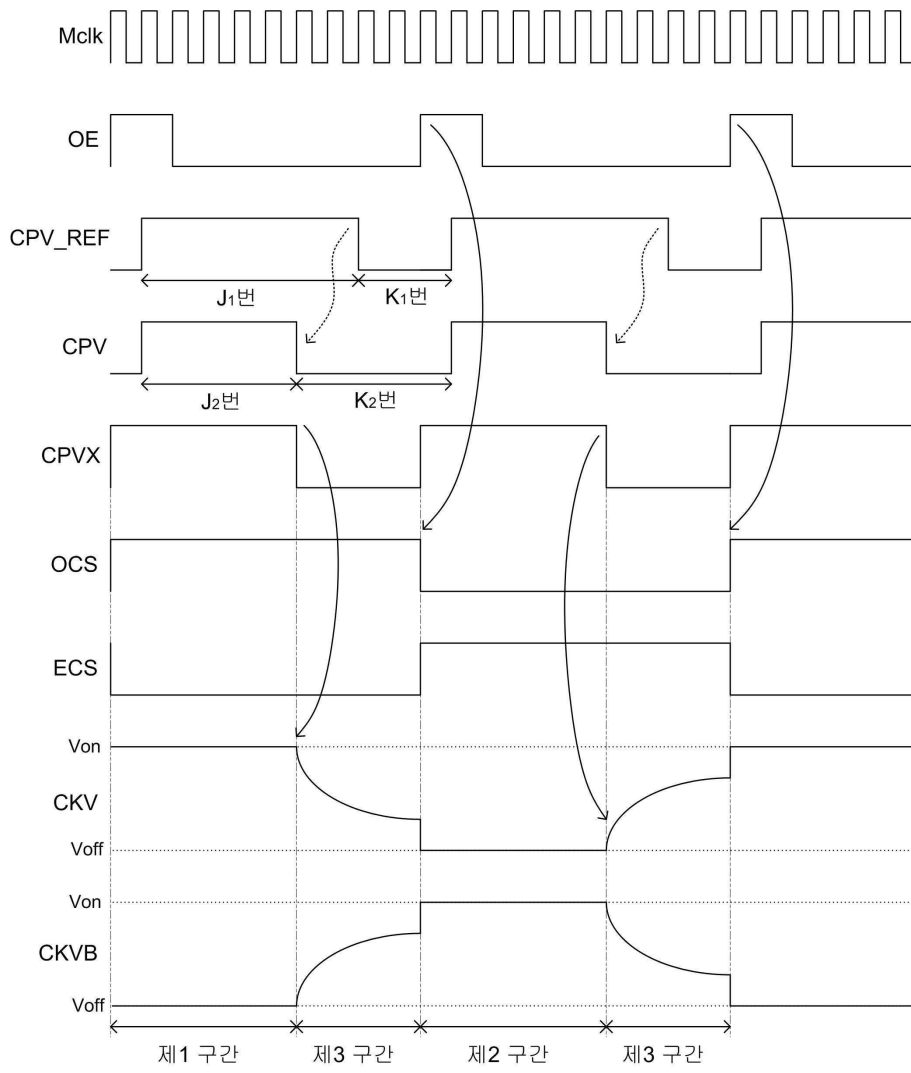 Mclk
OE
CPV_REF
J1번 K1번
CPV
J2번 K2번
CPVX
OCS
ECS
Von
CKV
Voff
Von
CKVB
Voff
제1 구간 제3 구간 제2 구간 제3 구간